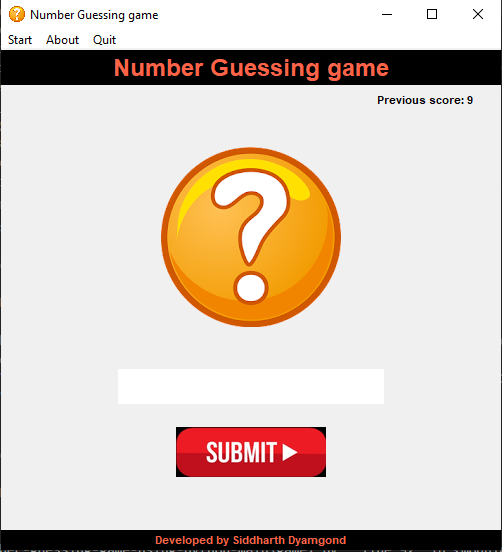 Number Guessing game
Start About Quit
Number Guessing game
Previous score: 9
?
SUBMIT
Developed by Siddharth Dyamgond